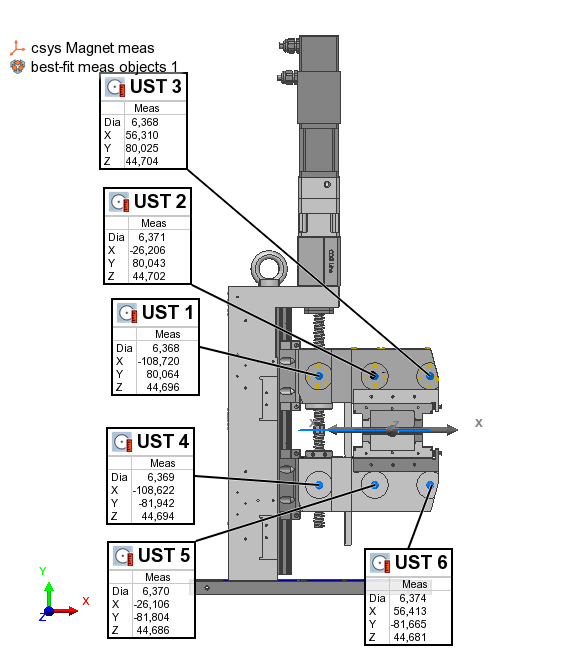 csys Magnet meas
best-fit meas objects 1
UST 3
Meas
Dia 6,368
X 56,310
Y 80,025
Z 44,704
UST 2
Meas
Dia 6,371
X -26,206
Y 80,043
Z 44,702
UST 1
Meas
Dia 6,368
X -108,720
Y 80,064
Z 44,696
UST 4
Meas
Dia 6,369
X -108,622
Y -81,942
Z 44,694
UST 5
Meas
Dia 6,370
X -26,106
Y -81,804
Z 44,686
UST 6
Meas
Dia 6,374
X 56,413
Y -81,665
Z 44,681
X
Z
Y
X
Z